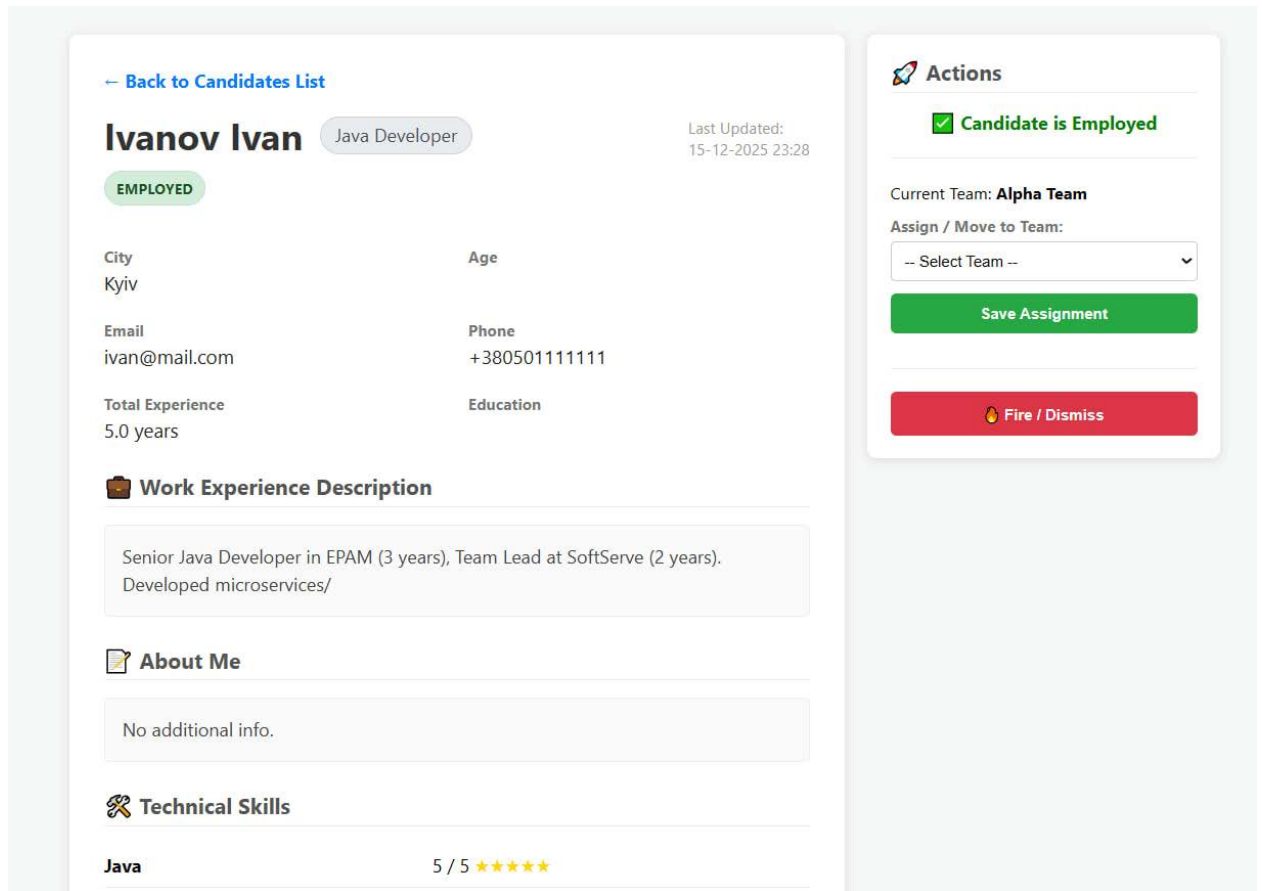 ← Back to Candidates List
Ivanov Ivan
Java Developer
Last Updated:
15-12-2025 23:28
EMPLOYED
City
Kyiv
Age
Email
ivan@mail.com
Phone
+380501111111
Total Experience
5.0 years
Education
Work Experience Description
Senior Java Developer in EPAM (3 years), Team Lead at SoftServe (2 years).
Developed microservices/
About Me
No additional info.
Technical Skills
Java
5 / 5 ★★★★★
Actions
Candidate is Employed
Current Team: Alpha Team
Assign / Move to Team:
-- Select Team --
Save Assignment
Fire / Dismiss